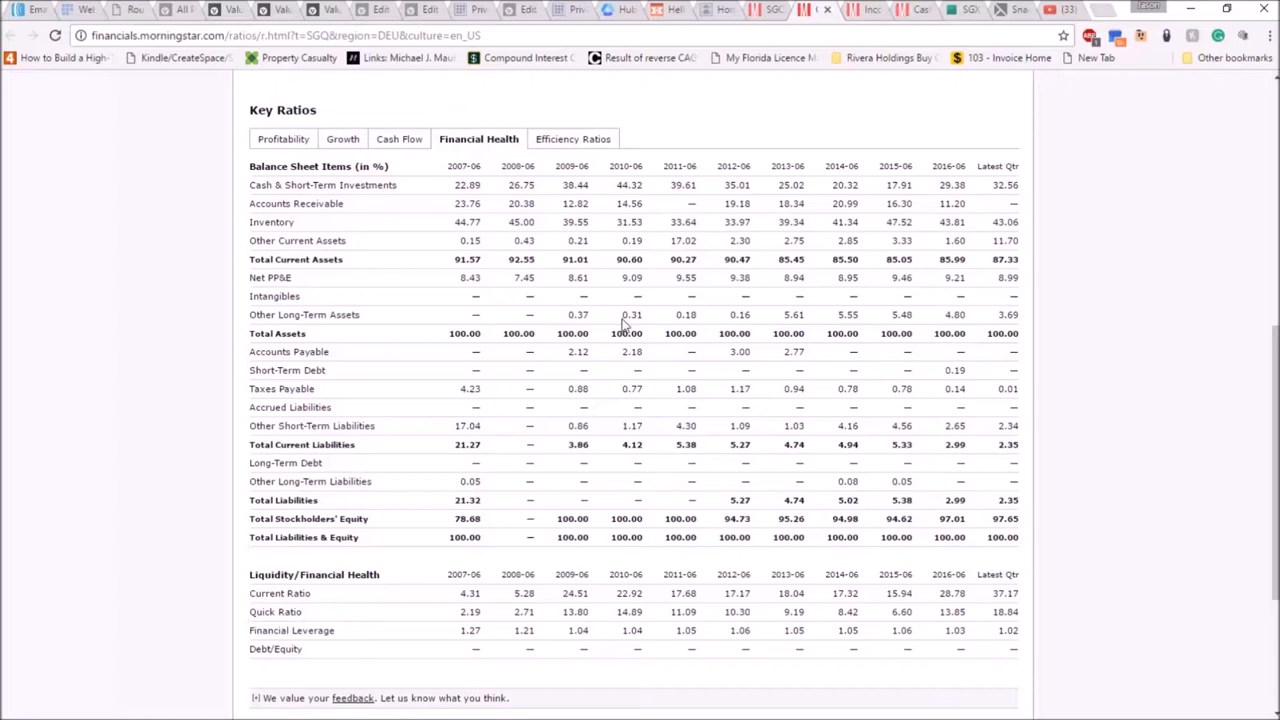 Ema Wel Rou All F Valu Valu Valu Edit Edit Priv Edit Priv Hub Hell Hom SGC C Inco Cas SGX Sna (33) Jason
financials.morningstar.com/ratios/r.html?t=SGQ&region=DEU&culture=en_US
How to Build a High- Kindle/CreateSpace/S Property Casualty Links: Michael J. Mau Compound Interest C Result of reverse CAG My Florida Licence M Rivera Holdings Buy C 103 - Invoice Home New Tab Other bookmarks
Key Ratios
Profitability Growth Cash Flow Financial Health Efficiency Ratios
Balance Sheet Items (in %) 2007-06 2008-06 2009-06 2010-06 2011-06 2012-06 2013-06 2014-06 2015-06 2016-06 Latest Qtr
Cash & Short-Term Investments 22.89 26.75 38.44 44.32 39.61 35.01 25.02 20.32 17.91 29.38 32.56
Accounts Receivable 23.76 20.38 12.82 14.56 — 19.18 18.34 20.99 16.30 11.20 —
Inventory 44.77 45.00 39.55 31.53 33.64 33.97 39.34 41.34 47.52 43.81 43.06
Other Current Assets 0.15 0.43 0.21 0.19 17.02 2.30 2.75 2.85 3.33 1.60 11.70
Total Current Assets 91.57 92.55 91.01 90.60 90.27 90.47 85.45 85.50 85.05 85.99 87.33
Net PP&E 8.43 7.45 8.61 9.09 9.55 9.38 8.94 8.95 9.46 9.21 8.99
Intangibles — — — — — — — — — — —
Other Long-Term Assets — — 0.37 0.31 0.18 0.16 5.61 5.55 5.48 4.80 3.69
Total Assets 100.00 100.00 100.00 100.00 100.00 100.00 100.00 100.00 100.00 100.00 100.00
Accounts Payable — — 2.12 2.18 — 3.00 2.77 — — — —
Short-Term Debt — — — — — — — — — 0.19 —
Taxes Payable 4.23 — 0.88 0.77 1.08 1.17 0.94 0.78 0.78 0.14 0.01
Accrued Liabilities — — — — — — — — — — —
Other Short-Term Liabilities 17.04 — 0.86 1.17 4.30 1.09 1.03 4.16 4.56 2.65 2.34
Total Current Liabilities 21.27 — 3.86 4.12 5.38 5.27 4.74 4.94 5.33 2.99 2.35
Long-Term Debt — — — — — — — — — — —
Other Long-Term Liabilities 0.05 — — — — — — 0.08 0.05 — —
Total Liabilities 21.32 — — — — 5.27 4.74 5.02 5.38 2.99 2.35
Total Stockholders' Equity 78.68 — 100.00 100.00 100.00 94.73 95.26 94.98 94.62 97.01 97.65
Total Liabilities & Equity 100.00 — 100.00 100.00 100.00 100.00 100.00 100.00 100.00 100.00 100.00
Liquidity/Financial Health 2007-06 2008-06 2009-06 2010-06 2011-06 2012-06 2013-06 2014-06 2015-06 2016-06 Latest Qtr
Current Ratio 4.31 5.28 24.51 22.92 17.68 17.17 18.04 17.32 15.94 28.78 37.17
Quick Ratio 2.19 2.71 13.80 14.89 11.09 10.30 9.19 8.42 6.60 13.85 18.84
Financial Leverage 1.27 1.21 1.04 1.04 1.05 1.06 1.05 1.05 1.06 1.03 1.02
Debt/Equity — — — — — — — — — — —
[+] We value your feedback. Let us know what you think.